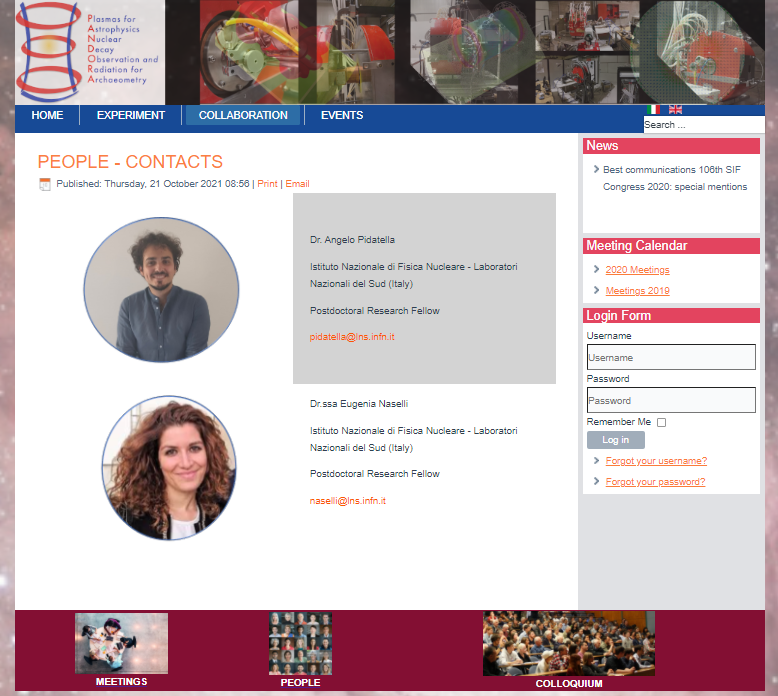 Plasmas for
Astrophysics
Nuclear
Decay
Observation and
Radiation for
Archaeometry
HOME
EXPERIMENT
COLLABORATION
EVENTS
Search ...
PEOPLE - CONTACTS
Published: Thursday, 21 October 2021 08:56 | Print | Email
Dr. Angelo Pidatella
Istituto Nazionale di Fisica Nucleare - Laboratori
Nazionali del Sud (Italy)
Postdoctoral Research Fellow
pidatella@lns.infn.it
Dr.ssa Eugenia Naselli
Istituto Nazionale di Fisica Nucleare - Laboratori
Nazionali del Sud (Italy)
Postdoctoral Research Fellow
naselli@lns.infn.it
News
Best communications 106th SIF
Congress 2020: special mentions
Meeting Calendar
2020 Meetings
Meetings 2019
Login Form
Username
Username
Password
Password
Remember Me
Log in
Forgot your username?
Forgot your password?
MEETINGS
PEOPLE
COLLOQUIUM